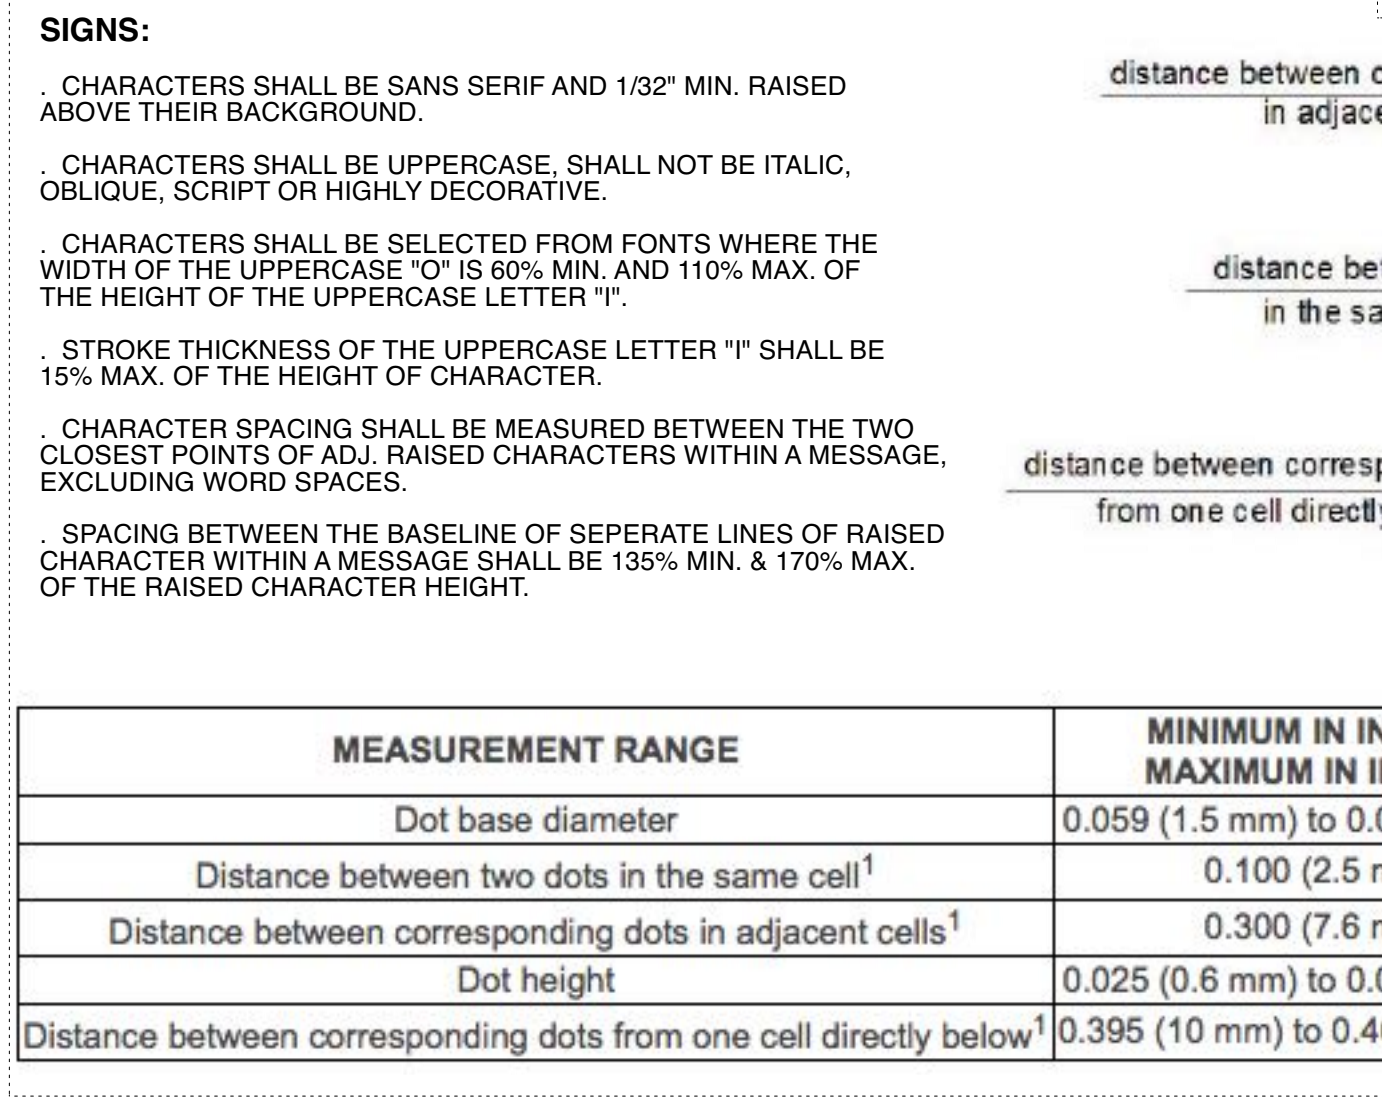 SIGNS:
. CHARACTERS SHALL BE SANS SERIF AND 1/32" MIN. RAISED
ABOVE THEIR BACKGROUND.
. CHARACTERS SHALL BE UPPERCASE, SHALL NOT BE ITALIC,
OBLIQUE, SCRIPT OR HIGHLY DECORATIVE.
. CHARACTERS SHALL BE SELECTED FROM FONTS WHERE THE
WIDTH OF THE UPPERCASE "O" IS 60% MIN. AND 110% MAX. OF
THE HEIGHT OF THE UPPERCASE LETTER "I".
. STROKE THICKNESS OF THE UPPERCASE LETTER "I" SHALL BE
15% MAX. OF THE HEIGHT OF CHARACTER.
. CHARACTER SPACING SHALL BE MEASURED BETWEEN THE TWO
CLOSEST POINTS OF ADJ. RAISED CHARACTERS WITHIN A MESSAGE,
EXCLUDING WORD SPACES.
. SPACING BETWEEN THE BASELINE OF SEPERATE LINES OF RAISED
CHARACTER WITHIN A MESSAGE SHALL BE 135% MIN. & 170% MAX.
OF THE RAISED CHARACTER HEIGHT.
distance between
in
distance
in the
distance between
from one cell
MEASUREMENT RANGE
MINIMUM IN
MAXIMUM IN
Dot base diameter
0.059 (1.5 mm) to
Distance between two dots in the same cell¹
0.100 (2.5
Distance between corresponding dots in adjacent cells¹
0.300 (7.6
Dot height
0.025 (0.6 mm) to
Distance between corresponding dots from one cell directly below¹
0.395 (10 mm) to